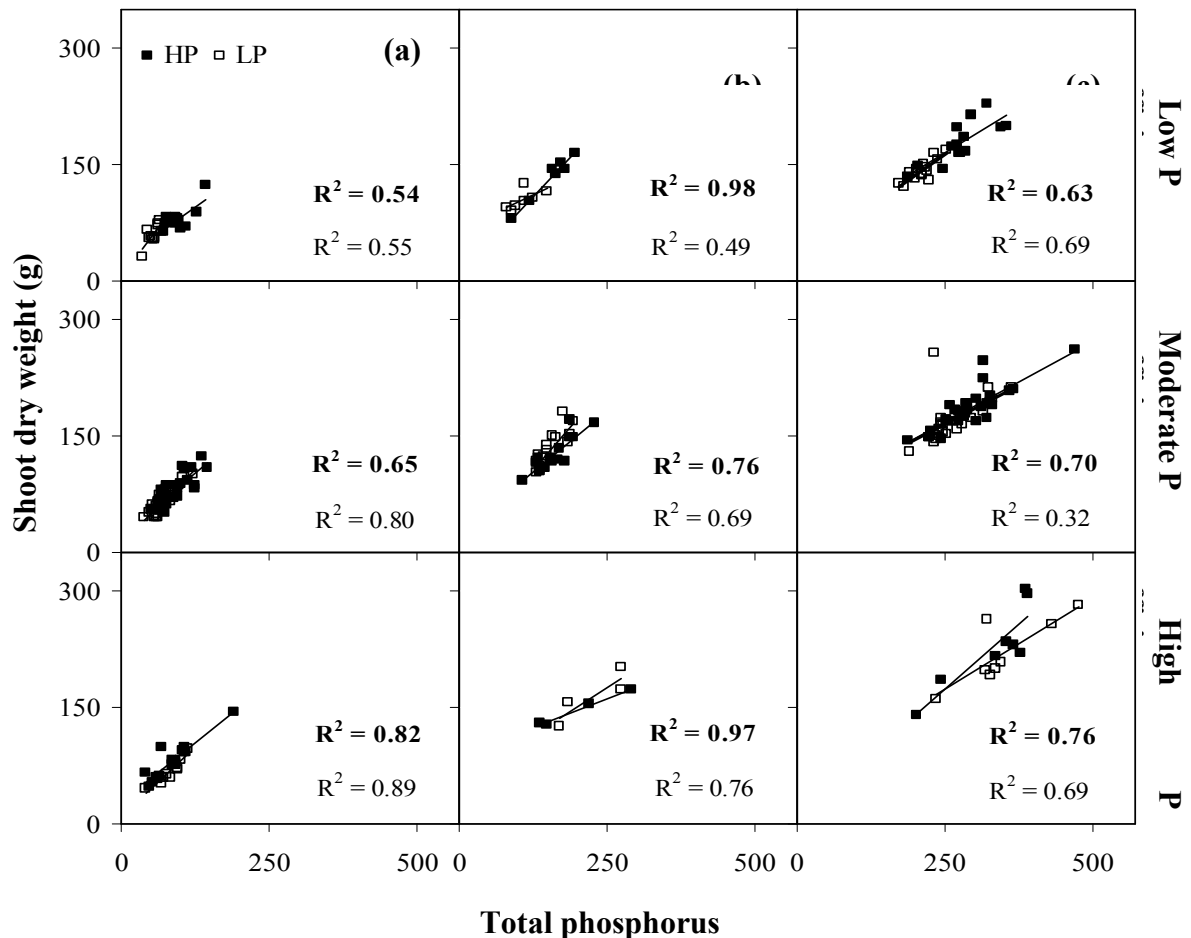 HP LP (a)
(b)
(c)
300
150
0
R² = 0.54
R² = 0.55
R² = 0.98
R² = 0.49
R² = 0.63
R² = 0.69
Low P
300
150
0
R² = 0.65
R² = 0.80
R² = 0.76
R² = 0.69
R² = 0.70
R² = 0.32
Moderate P
Shoot dry weight (g)
300
150
0
R² = 0.82
R² = 0.89
R² = 0.97
R² = 0.76
R² = 0.76
R² = 0.69
High P
0 250 500 0 250 500 0 250 500
Total phosphorus